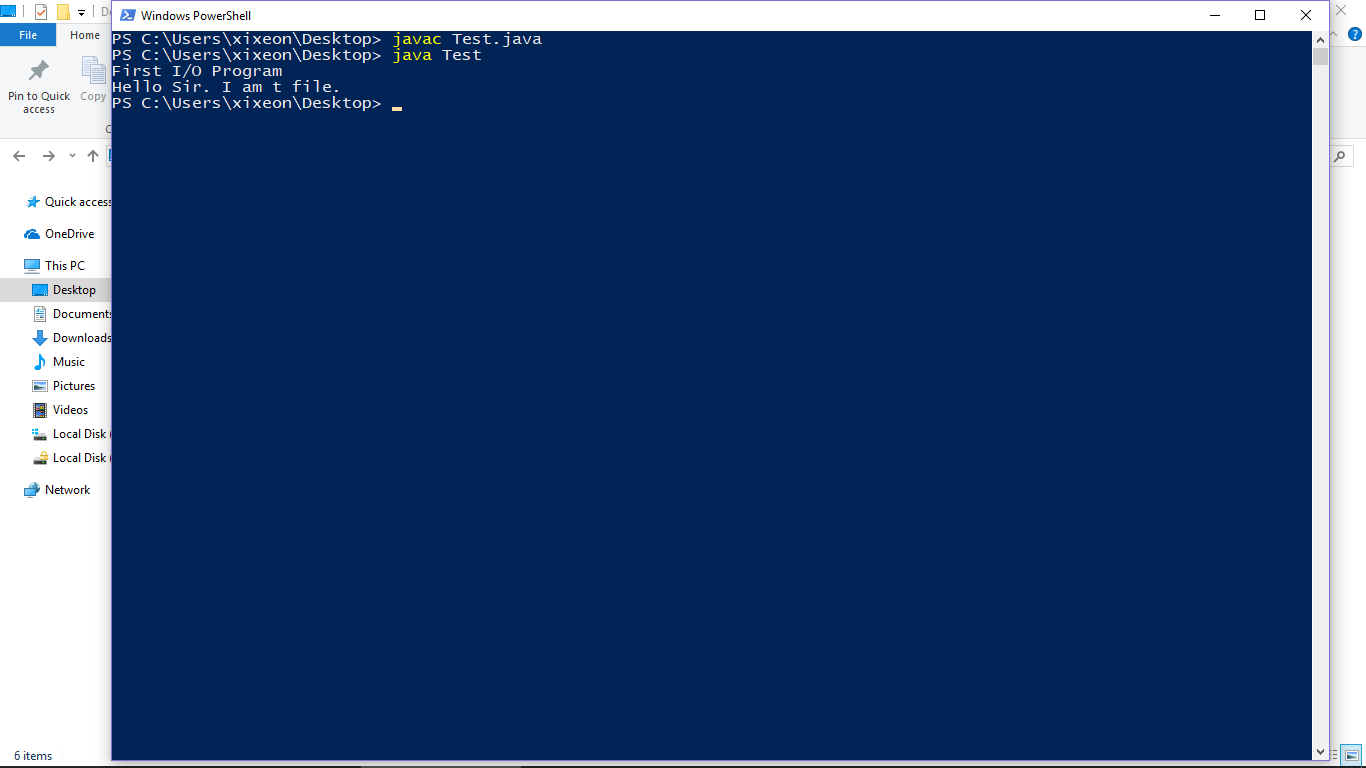 Windows PowerShell
File
Home
Pin to Quick
access
Copy
PS C:\Users\xixeon\Desktop> javac Test.java
PS C:\Users\xixeon\Desktop> java Test
First I/O Program
Hello Sir. I am t file.
PS C:\Users\xixeon\Desktop>
Quick access
OneDrive
This PC
Desktop
Documents
Downloads
Music
Pictures
Videos
Local Disk (
Local Disk (
Network
6 items